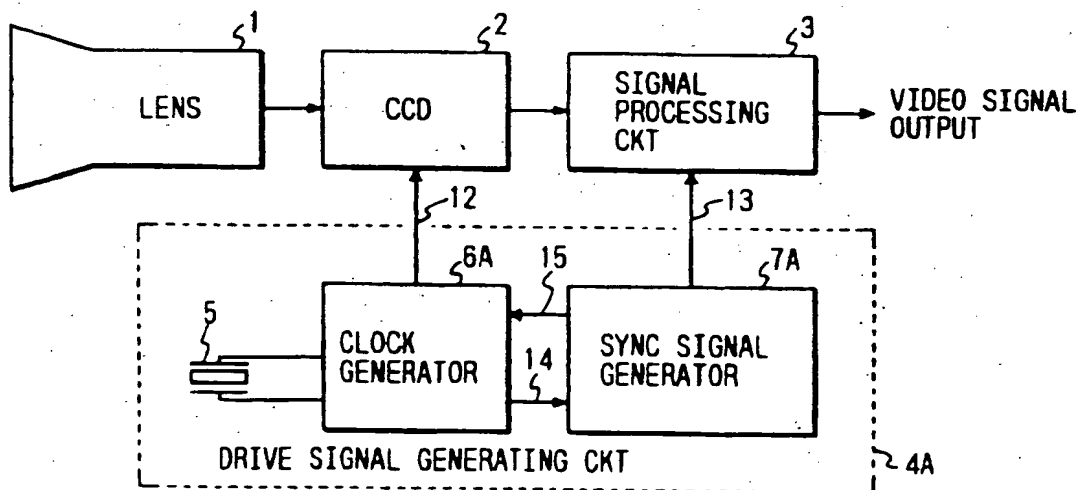 1
2
3
LENS
CCD
SIGNAL
PROCESSING
CKT
VIDEO SIGNAL
OUTPUT
12
13
6A
15
7A
5
CLOCK
GENERATOR
14
SYNC SIGNAL
GENERATOR
DRIVE SIGNAL GENERATING CKT
4A